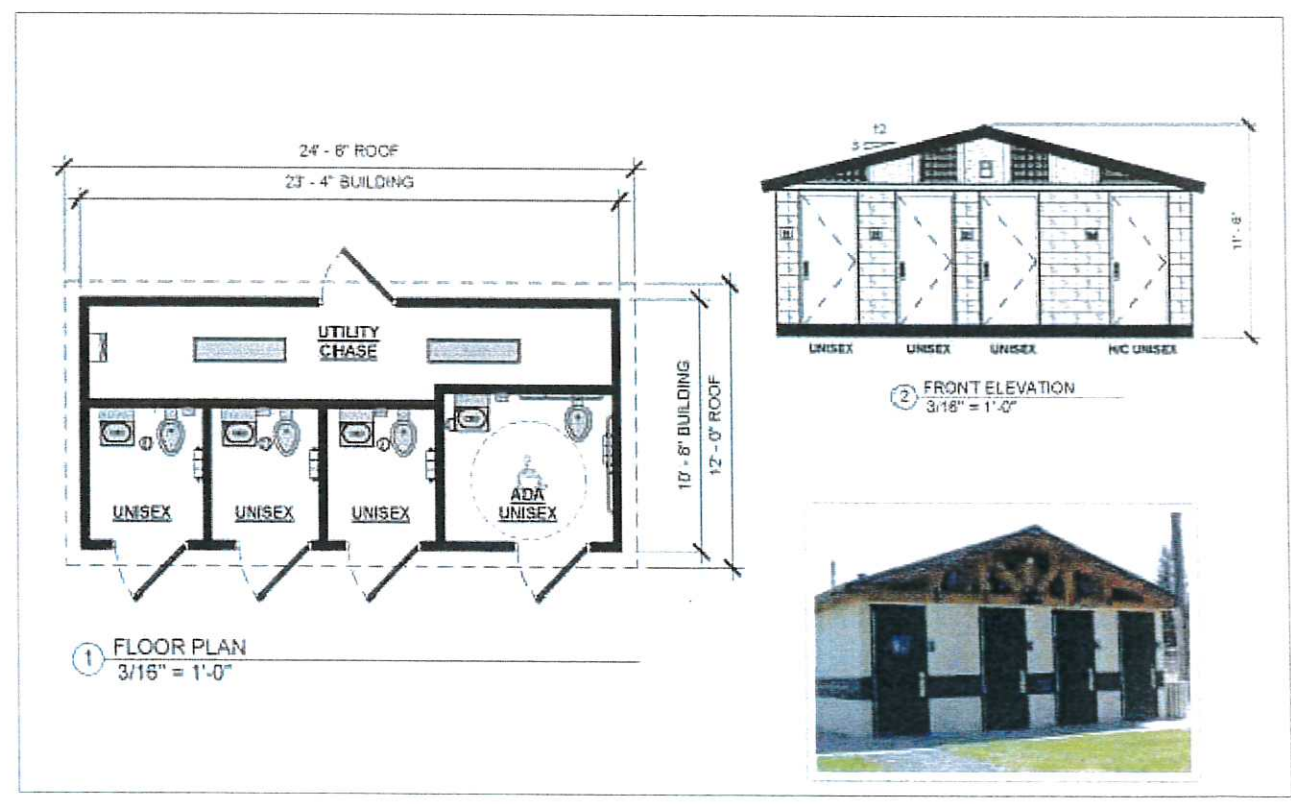 24' - 6" ROOF
23' - 4" BUILDING
UTILITY
CHASE
UNISEX
UNISEX
UNISEX
ADA
UNISEX
10' - 8" BUILDING
12' - 0" ROOF
1
FLOOR PLAN
3/16" = 1'-0"
12
3
11' - 6"
UNISEX
UNISEX
UNISEX
H/C UNISEX
2
FRONT ELEVATION
3/16" = 1'-0"